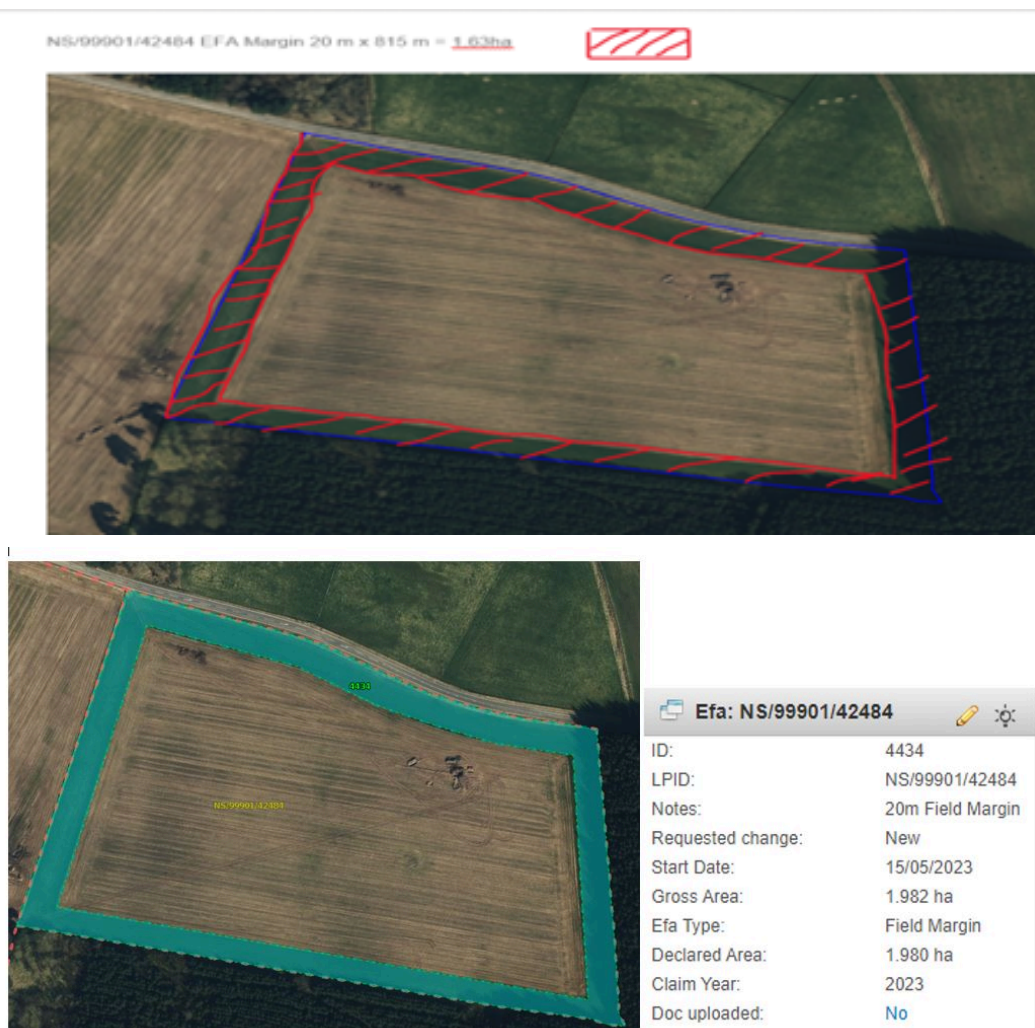 NS/99901/42484 EFA Margin 20 m x 815 m = 1.63ha
4434
NS/99901/42484
Efa: NS/99901/42484
ID: 4434
LPID: NS/99901/42484
Notes: 20m Field Margin
Requested change: New
Start Date: 15/05/2023
Gross Area: 1.982 ha
Efa Type: Field Margin
Declared Area: 1.980 ha
Claim Year: 2023
Doc uploaded: No